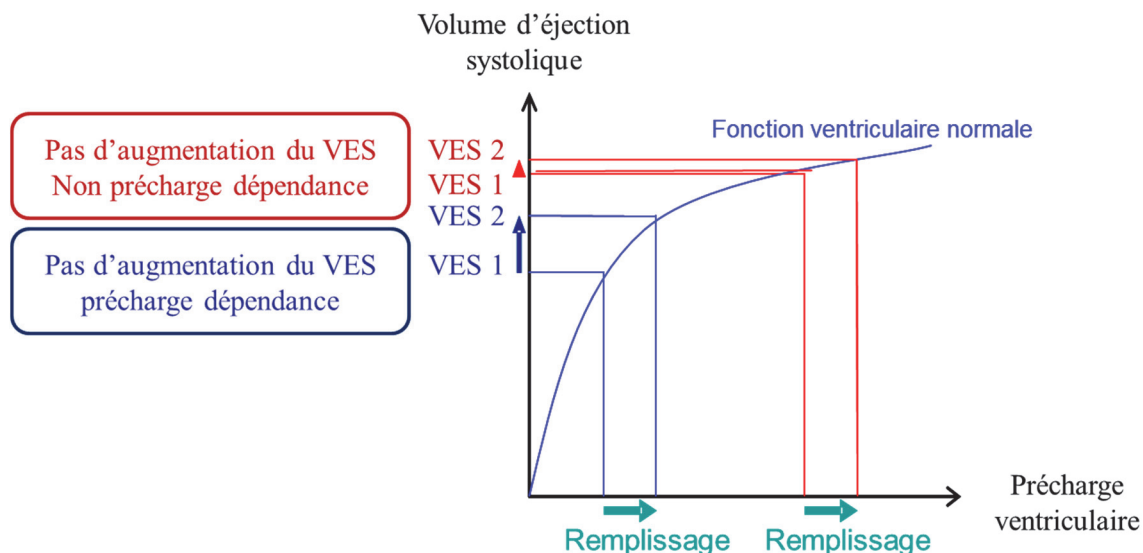 Volume d’éjection
systolique
Fonction ventriculaire normale
Pas d’augmentation du VES
Non précharge dépendance
VES 2
VES 1
VES 2
Pas d’augmentation du VES
précharge dépendance
VES 1
Précharge
ventriculaire
Remplissage
Remplissage